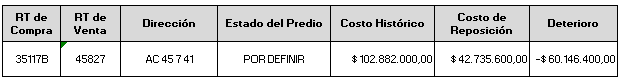 RT de Compra RT de Venta Dirección Estado del Predio Costo Histórico Costo de Reposición Deterioro
35117B 45827 AC 45 7 41 POR DEFINIR $ 102.882.000,00 $ 42.735.600,00 -$ 60.146.400,00